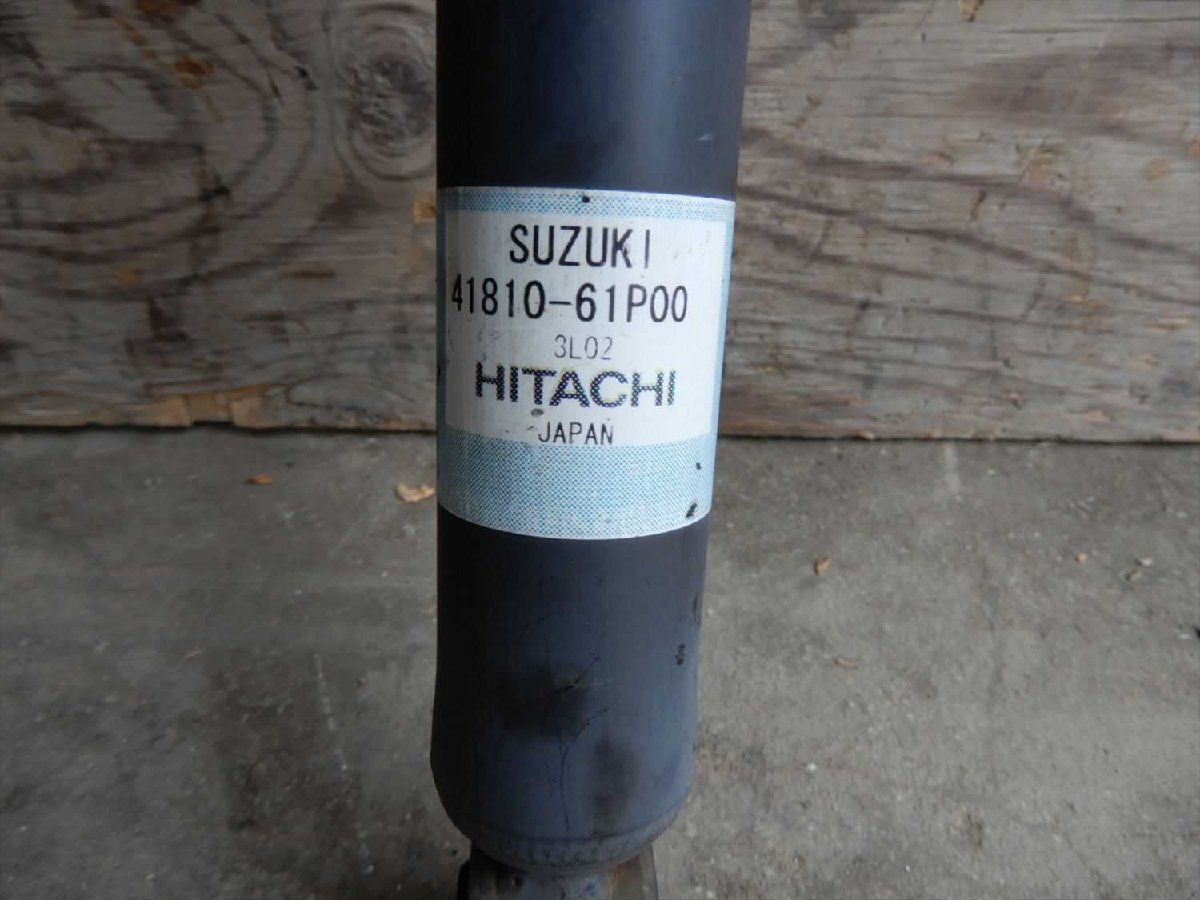 SUZUKI
41810-61P00
3L02
HITACHI
JAPAN